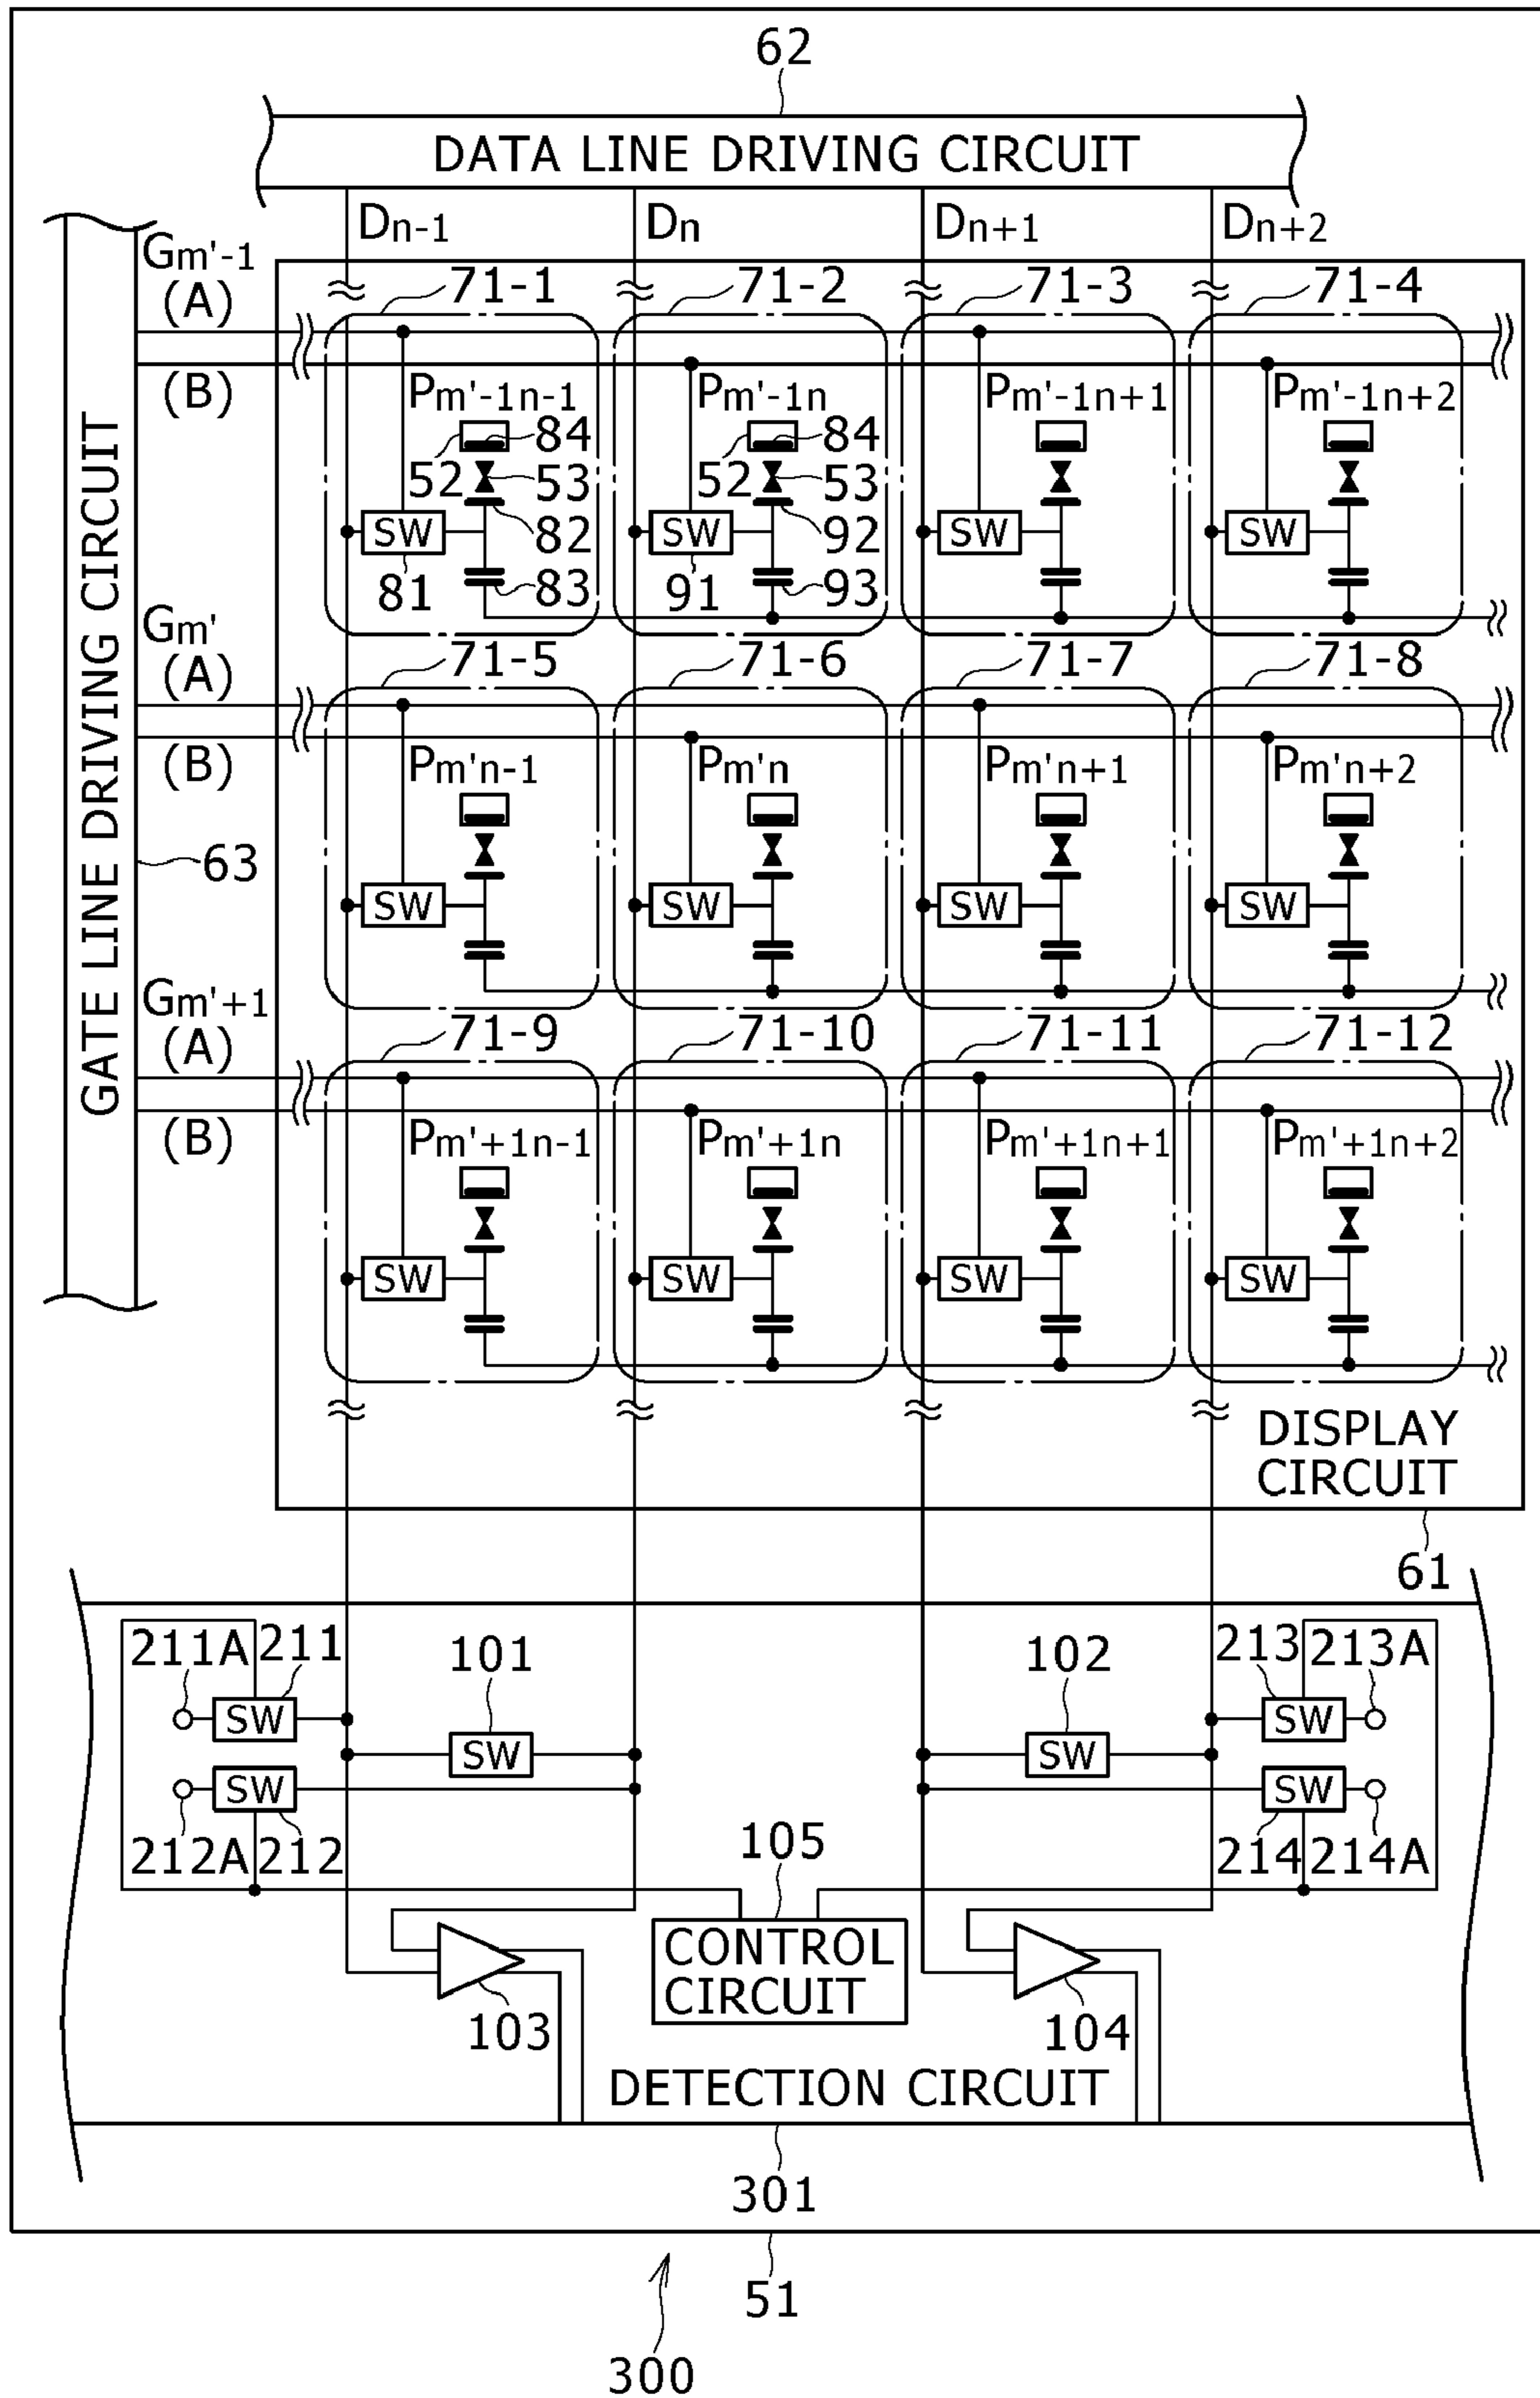 62
DATA LINE DRIVING CIRCUIT
Dn-1 Dn Dn+1 Dn+2
Gm'-1
(A)
(B)
71-1 71-2 71-3 71-4
Pm'-1n-1 Pm'-1n Pm'-1n+1 Pm'-1n+2
84 84
52 53 52 53
82 92
SW SW SW SW
81 83 91 93
GATE LINE DRIVING CIRCUIT
63
Gm'
(A)
(B)
71-5 71-6 71-7 71-8
Pm'n-1 Pm'n Pm'n+1 Pm'n+2
SW SW SW SW
Gm'+1
(A)
(B)
71-9 71-10 71-11 71-12
Pm'+1n-1 Pm'+1n Pm'+1n+1 Pm'+1n+2
SW SW SW SW
DISPLAY
CIRCUIT
61
211A 211 101 102 213 213A
SW SW
SW SW
SW SW
212A 212 105 214 214A
CONTROL
CIRCUIT
103 104
DETECTION CIRCUIT
301
51
300